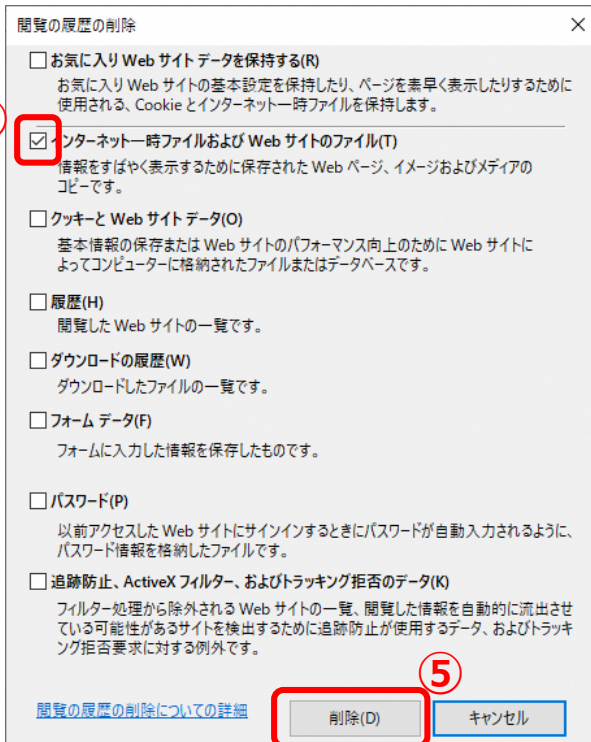 閲覧の履歴の削除
お気に入り Web サイト データを保持する(R)
お気に入り Web サイトの基本設定を保持したり、ページを素早く表示したりするために
使用される、Cookie とインターネット一時ファイルを保持します。
インターネット一時ファイルおよび Web サイトのファイル(T)
情報をすばやく表示するために保存された Web ページ、イメージおよびメディアの
コピーです。
クッキーと Web サイト データ(O)
基本情報の保存または Web サイトのパフォーマンス向上のために Web サイトに
よってコンピューターに格納されたファイルまたはデータベースです。
履歴(H)
閲覧した Web サイトの一覧です。
ダウンロードの履歴(W)
ダウンロードしたファイルの一覧です。
フォーム データ(F)
フォームに入力した情報を保存したものです。
パスワード(P)
以前アクセスした Web サイトにサインインするときにパスワードが自動入力されるように、
パスワード情報を格納したファイルです。
追跡防止、ActiveX フィルター、およびトラッキング拒否のデータ(K)
フィルター処理から除外される Web サイトの一覧、閲覧した情報を自動的に流出させ
ている可能性があるサイトを検出するために追跡防止が使用するデータ、およびトラッキ
ング拒否要求に対する例外です。
⑤
閲覧の履歴の削除についての詳細
削除(D)
キャンセル